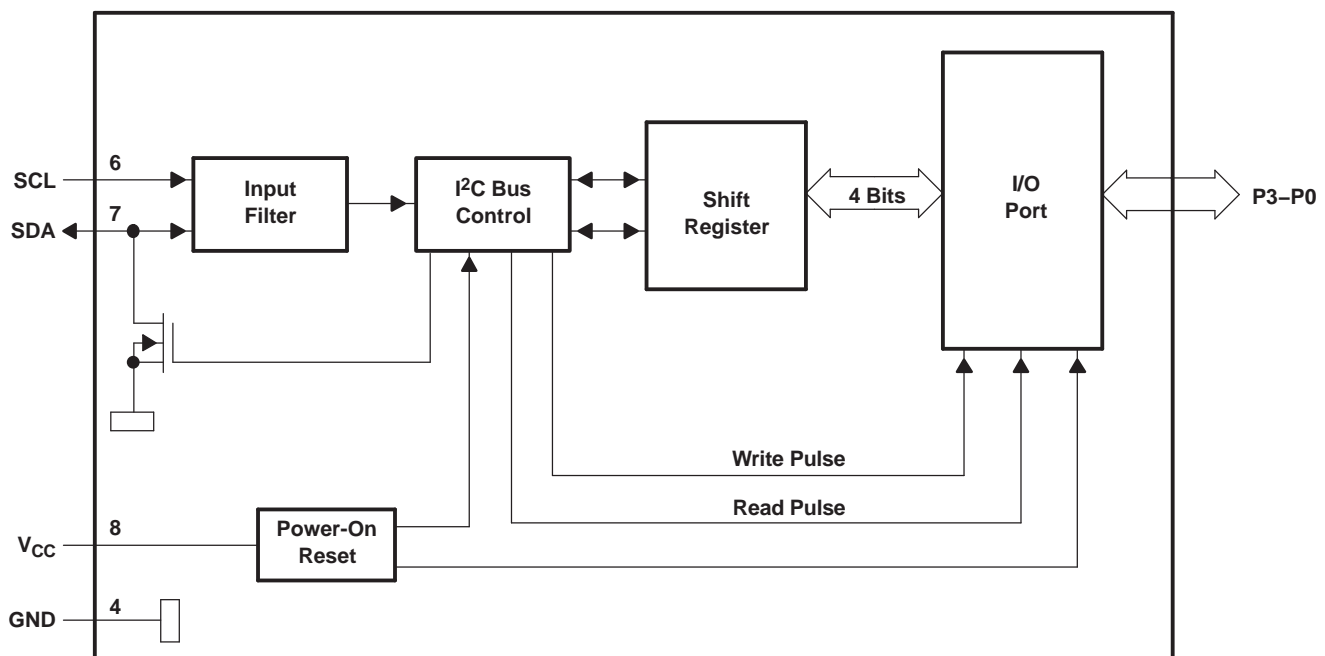 SCL
6
SDA
7
Input
Filter
I²C Bus
Control
Shift
Register
4 Bits
I/O
Port
P3–P0
Write Pulse
Read Pulse
VCC
8
Power-On
Reset
GND
4